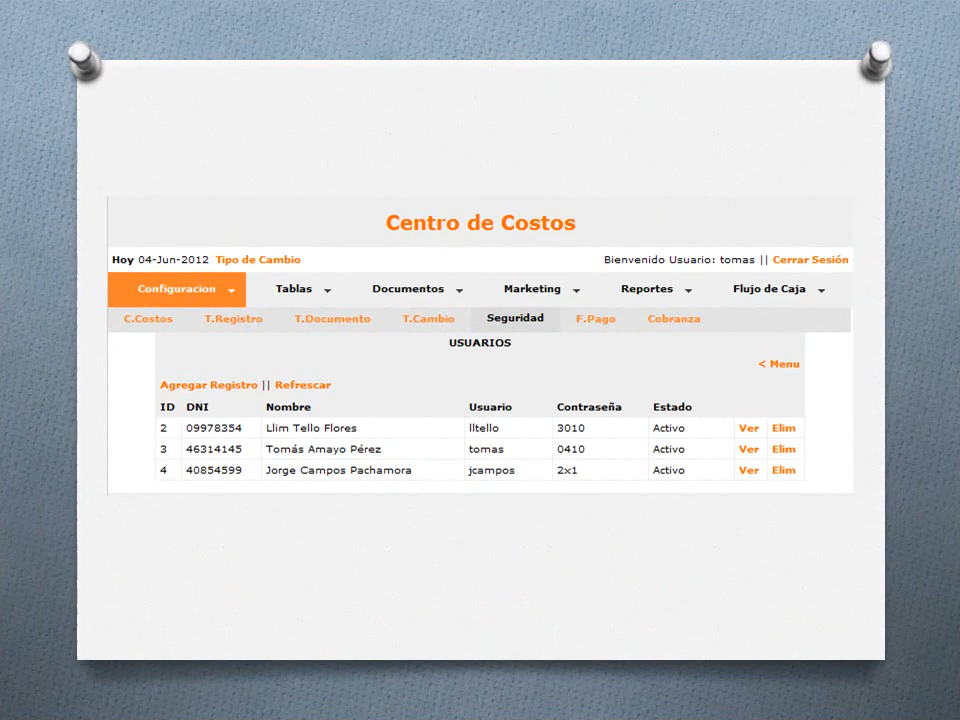 Centro de Costos
Hoy 04-Jun-2012 Tipo de Cambio Bienvenido Usuario: tomas || Cerrar Sesión
Configuracion Tablas Documentos Marketing Reportes Flujo de Caja
C.Costos T.Registro T.Documento T.Cambio Seguridad F.Pago Cobranza
USUARIOS
< Menu
Agregar Registro || Refrescar
ID DNI Nombre Usuario Contraseña Estado
2 09978354 Llim Tello Flores lltello 3010 Activo Ver Elim
3 46314145 Tomás Amayo Pérez tomas 0410 Activo Ver Elim
4 40854599 Jorge Campos Pachamora jcampos 2x1 Activo Ver Elim